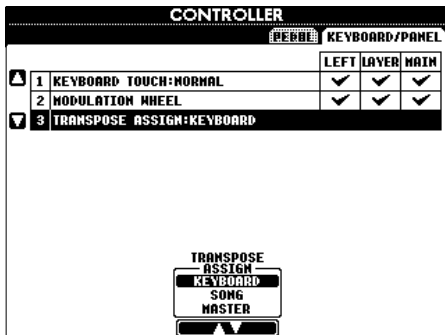 CONTROLLER
PEDAL KEYBOARD/PANEL
LEFT LAYER MAIN
1 KEYBOARD TOUCH:NORMAL
2 MODULATION WHEEL
3 TRANSPOSE ASSIGN:KEYBOARD
TRANSPOSE
ASSIGN
KEYBOARD
SONG
MASTER